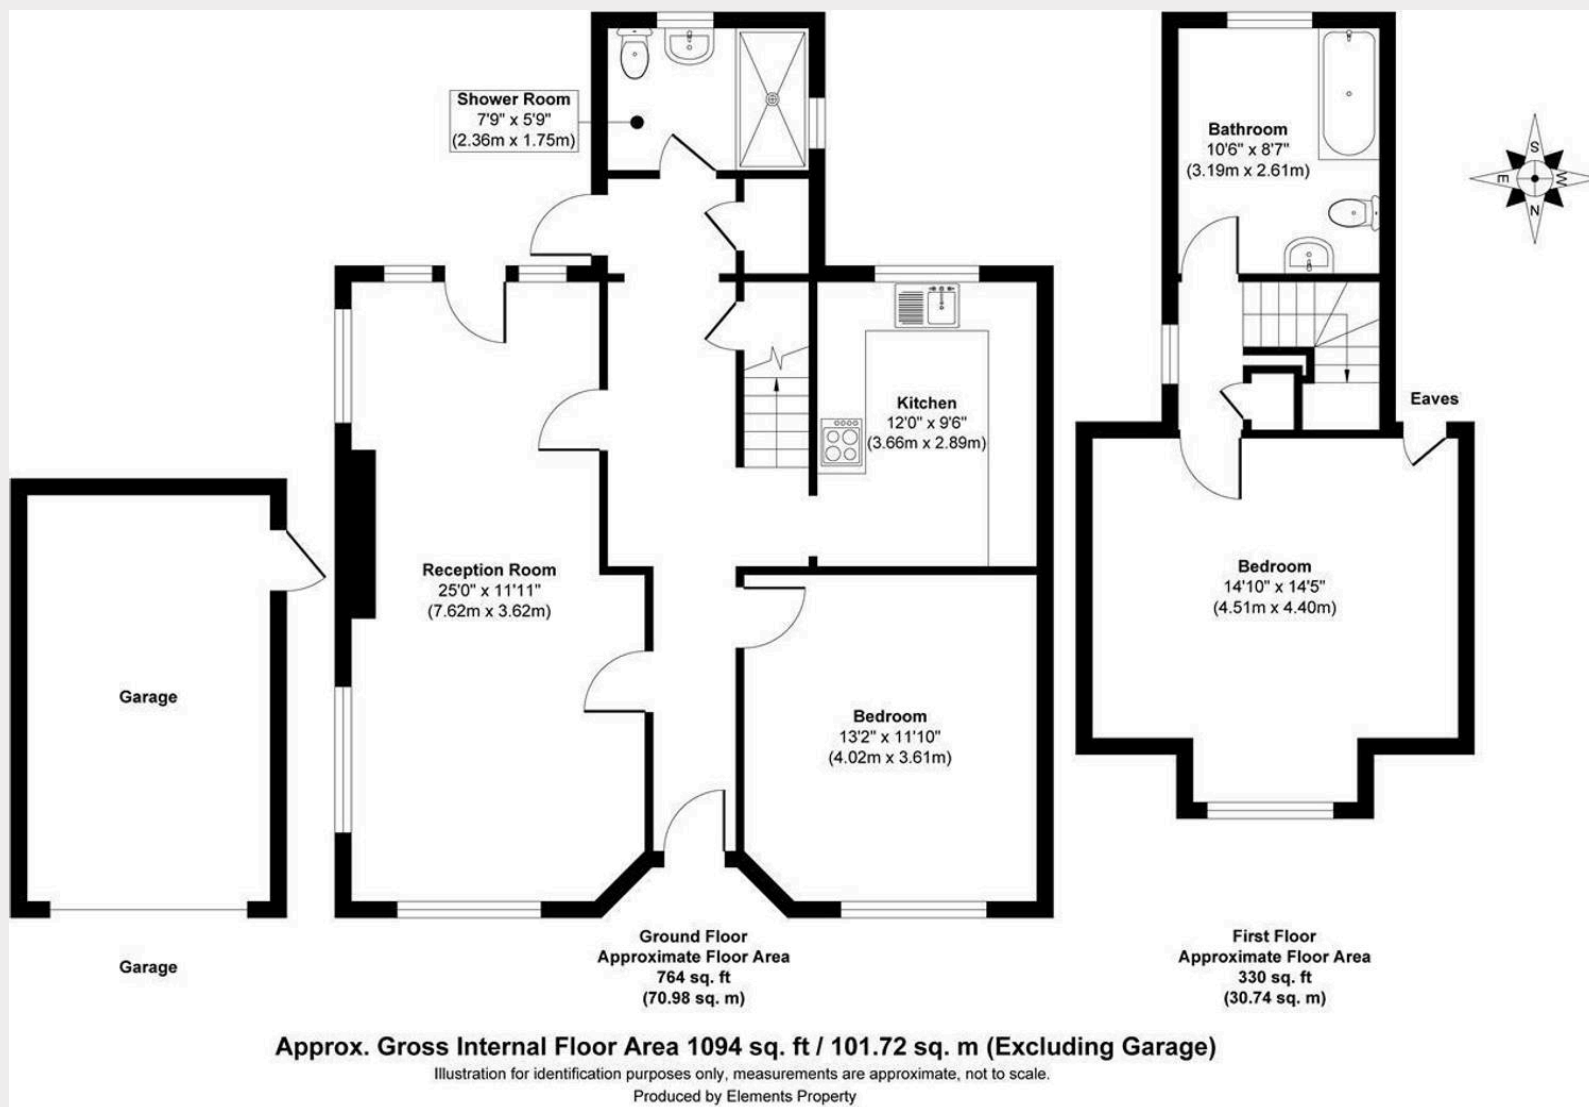 Shower Room
7'9" x 5'9"
(2.36m x 1.75m)
Bathroom
10'6" x 8'7"
(3.19m x 2.61m)
S
E
W
N
Kitchen
12'0" x 9'6"
(3.66m x 2.89m)
Eaves
Reception Room
25'0" x 11'11"
(7.62m x 3.62m)
Bedroom
14'10" x 14'5"
(4.51m x 4.40m)
Garage
Bedroom
13'2" x 11'10"
(4.02m x 3.61m)
Garage
Ground Floor
Approximate Floor Area
764 sq. ft
(70.98 sq. m)
First Floor
Approximate Floor Area
330 sq. ft
(30.74 sq. m)
Approx. Gross Internal Floor Area 1094 sq. ft / 101.72 sq. m (Excluding Garage)
Illustration for identification purposes only, measurements are approximate, not to scale.
Produced by Elements Property